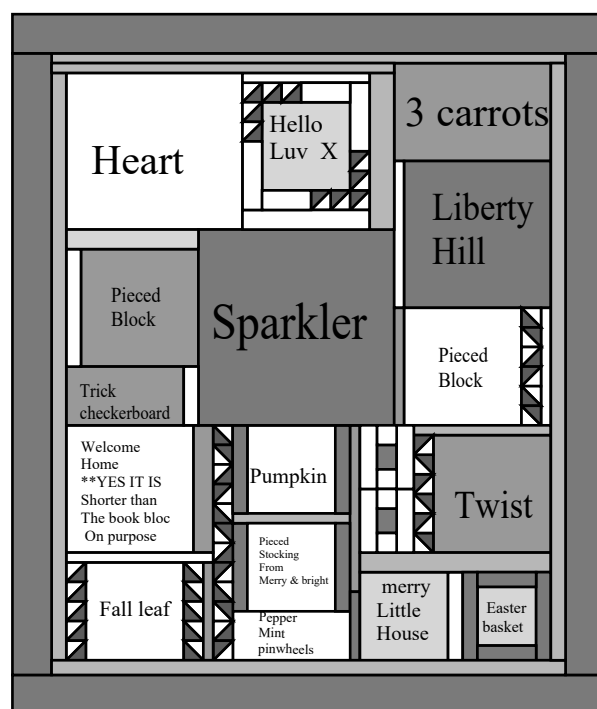 Heart
Hello
Luv X
3 carrots
Liberty
Hill
Pieced
Block
Sparkler
Pieced
Block
Trick
checkerboard
Welcome
Home
**YES IT IS
Shorter than
The book bloc
On purpose
Pumpkin
Twist
Pieced
Stocking
From
Merry & bright
Fall leaf
Pepper
Mint
pinwheels
merry
Little
House
Easter
basket